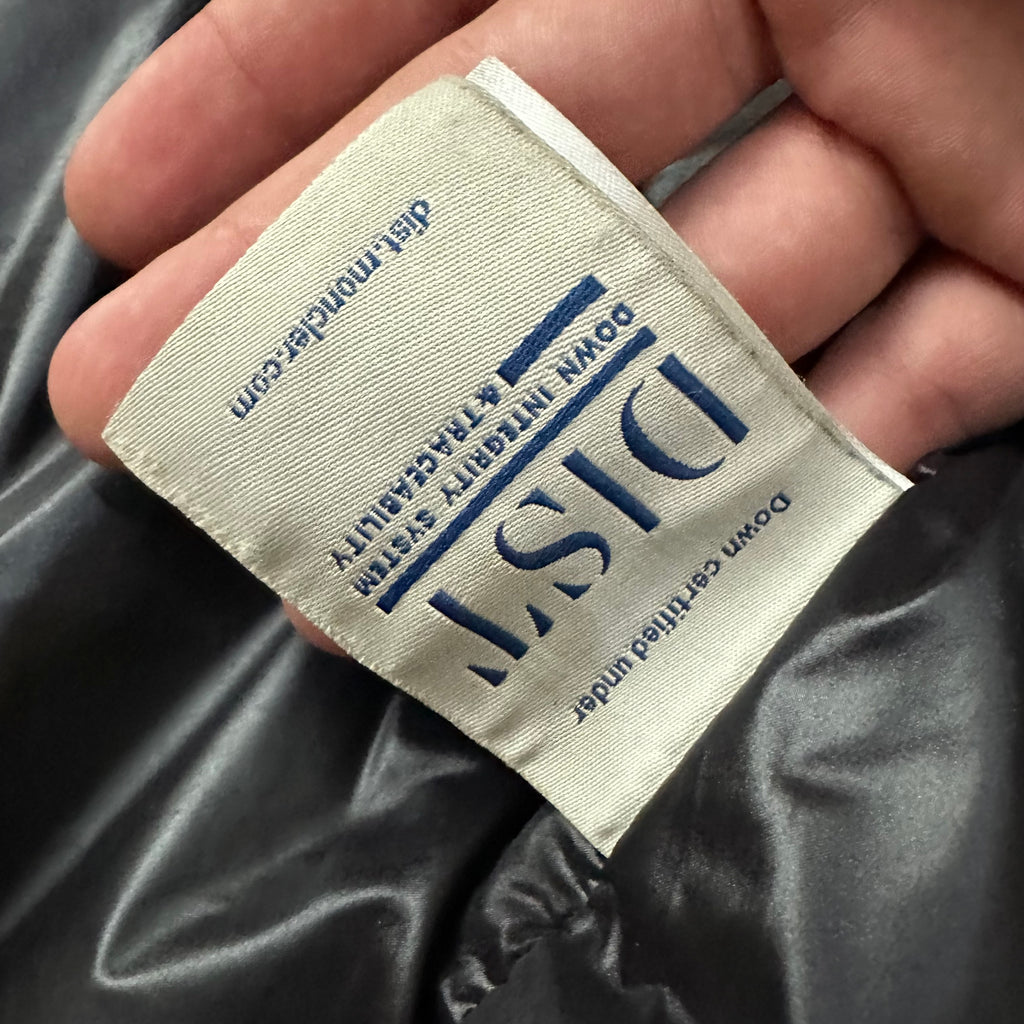 Down certified under
DIST
DOWN INTEGRITY SYSTEM
& TRACEABILITY
dist.moncler.com